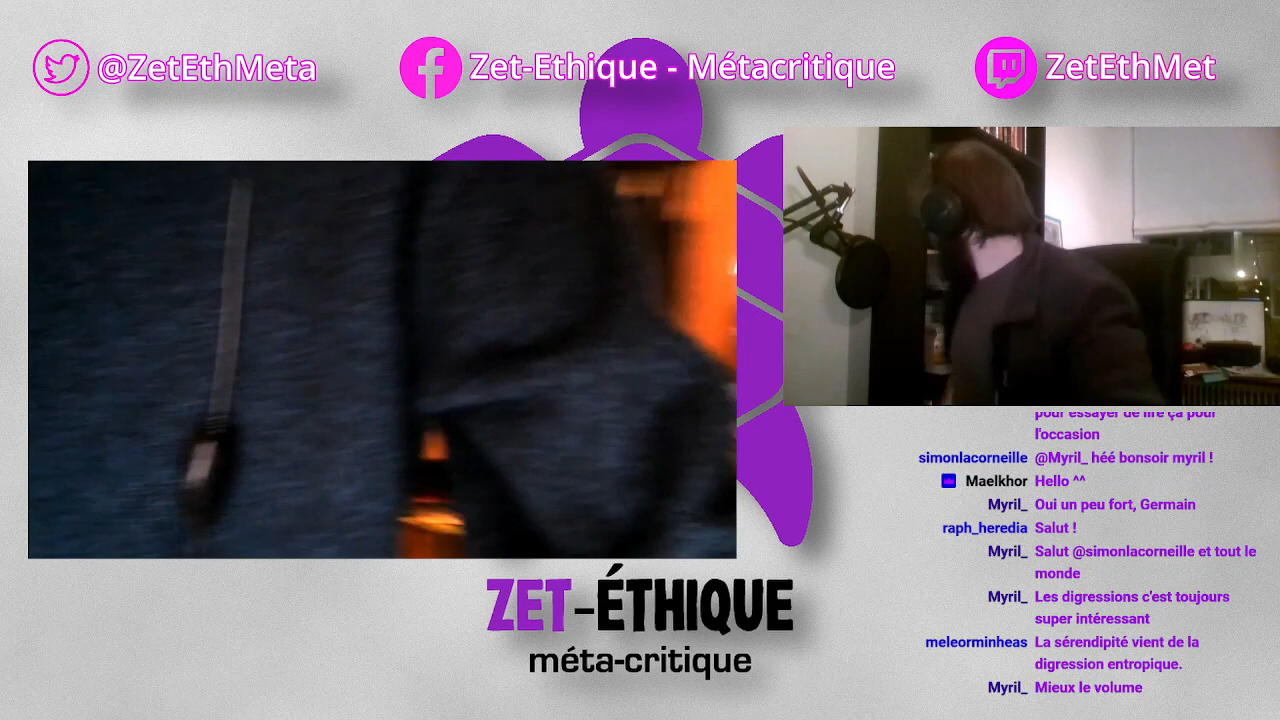 @ZetEthMeta
Zet-Ethique - Métacritique
ZetEthMet
pour essayer de lire ça pour
l'occasion
simonlacorneille @Myril_ héé bonsoir myril !
Maelkhor Hello ^^
Myril_ Oui un peu fort, Germain
raph_heredia Salut !
Myril_ Salut @simonlacorneille et tout le
monde
Myril_ Les digressions c'est toujours
super intéressant
meleorminheas La sérendipité vient de la
digression entropique.
Myril_ Mieux le volume
ZET-ÉTHIQUE
méta-critique